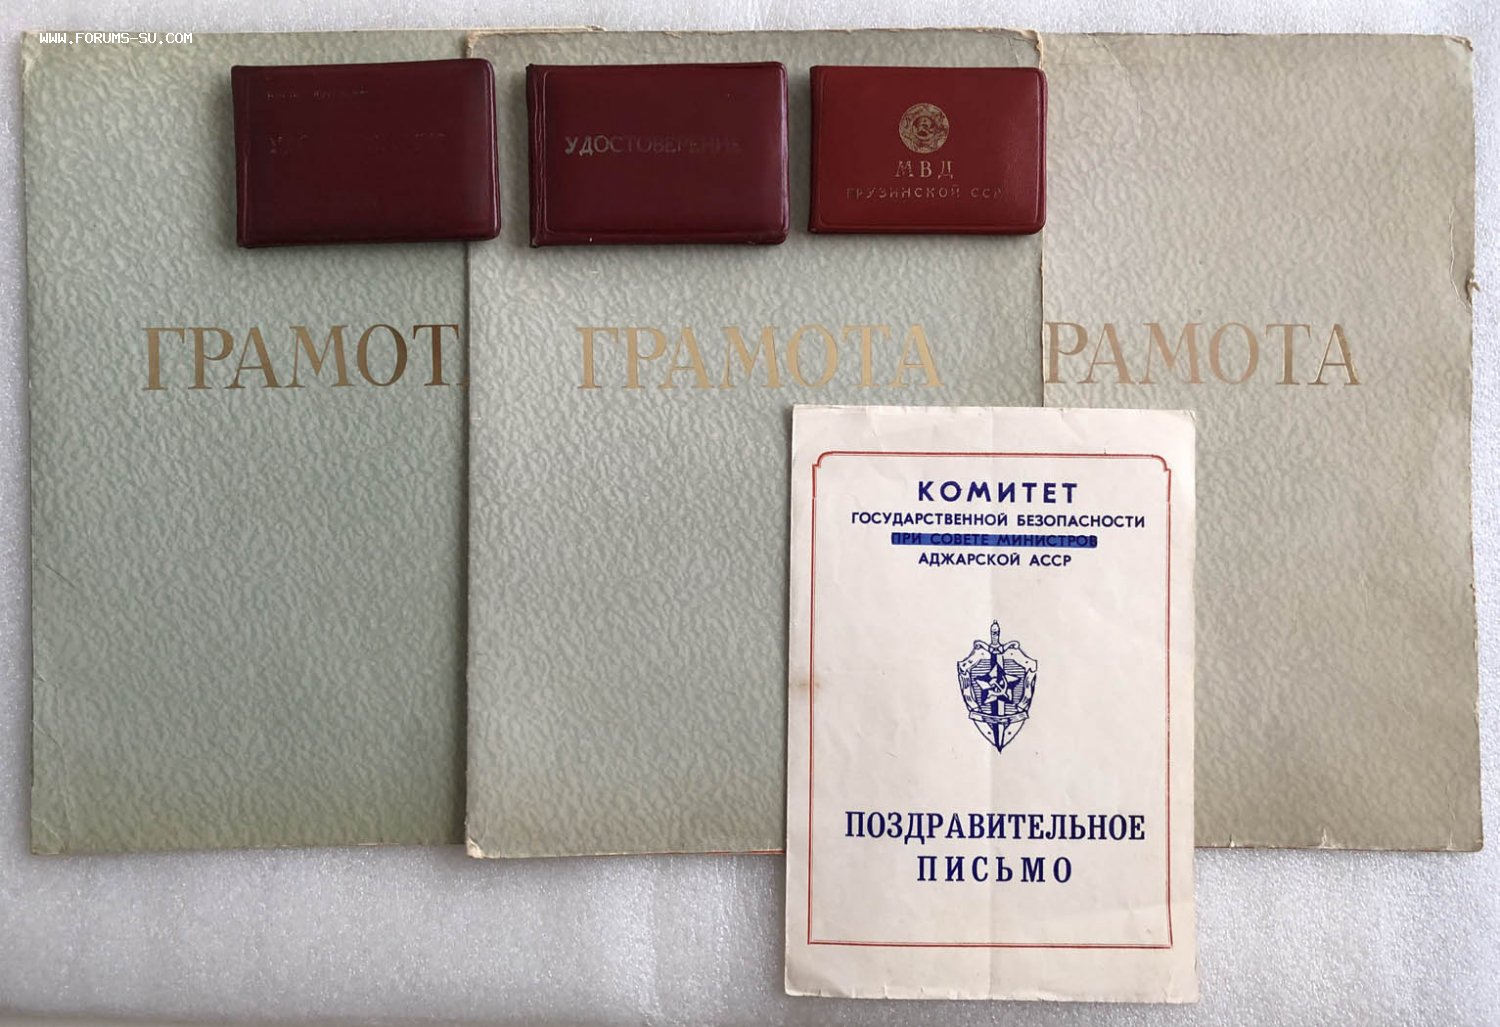 WWW.FORUMS-SU.COM
УДОСТОВЕРЕНИЕ
МВД
ГРУЗИНСКОЙ ССР
ГРАМОТ
ГРАМОТА
РАМОТА
КОМИТЕТ
ГОСУДАРСТВЕННОЙ БЕЗОПАСНОСТИ
ПРИ СОВЕТЕ МИНИСТРОВ
АДЖАРСКОЙ АССР
ПОЗДРАВИТЕЛЬНОЕ
ПИСЬМО